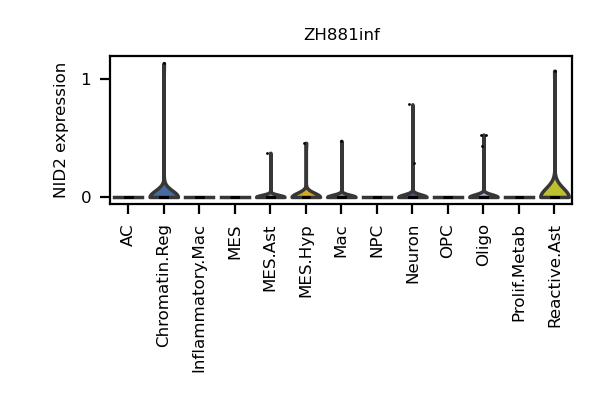 ZH881inf
NID2 expression
1
0
AC
Chromatin.Reg
Inflammatory.Mac
MES
MES.Ast
MES.Hyp
Mac
NPC
Neuron
OPC
Oligo
Prolif.Metab
Reactive.Ast